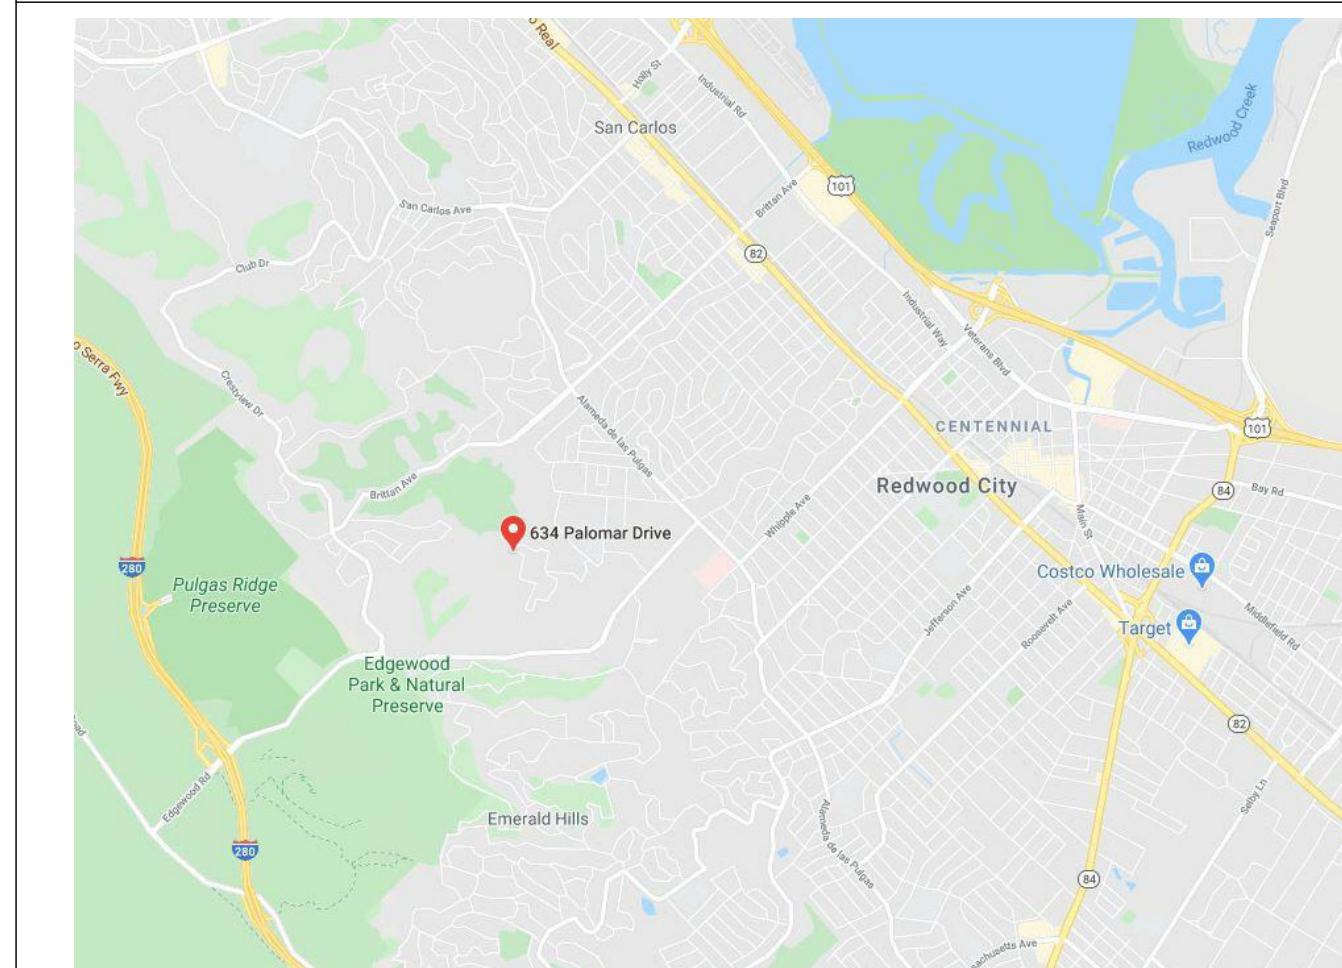 o Real
Holly St
Industrial Rd
San Carlos
Redwood Creek
101
Brittan Ave
Seaport Blvd
San Carlos Ave
82
Club Dr
Industrial Way
Veterans Blvd
o Serra Fwy
Crestview Dr
Alameda de las Pulgas
CENTENNIAL
101
Brittan Ave
Redwood City
84
Bay Rd
Whipple Ave
Main St
634 Palomar Drive
280
Pulgas Ridge
Preserve
Costco Wholesale
Jefferson Ave
Roosevelt Ave
Middlefield Rd
Target
Edgewood
Park & Natural
Preserve
oad
82
Edgewood Rd
Emerald Hills
Selby Ln
280
Alameda de las Pulgas
84
achusetts Ave